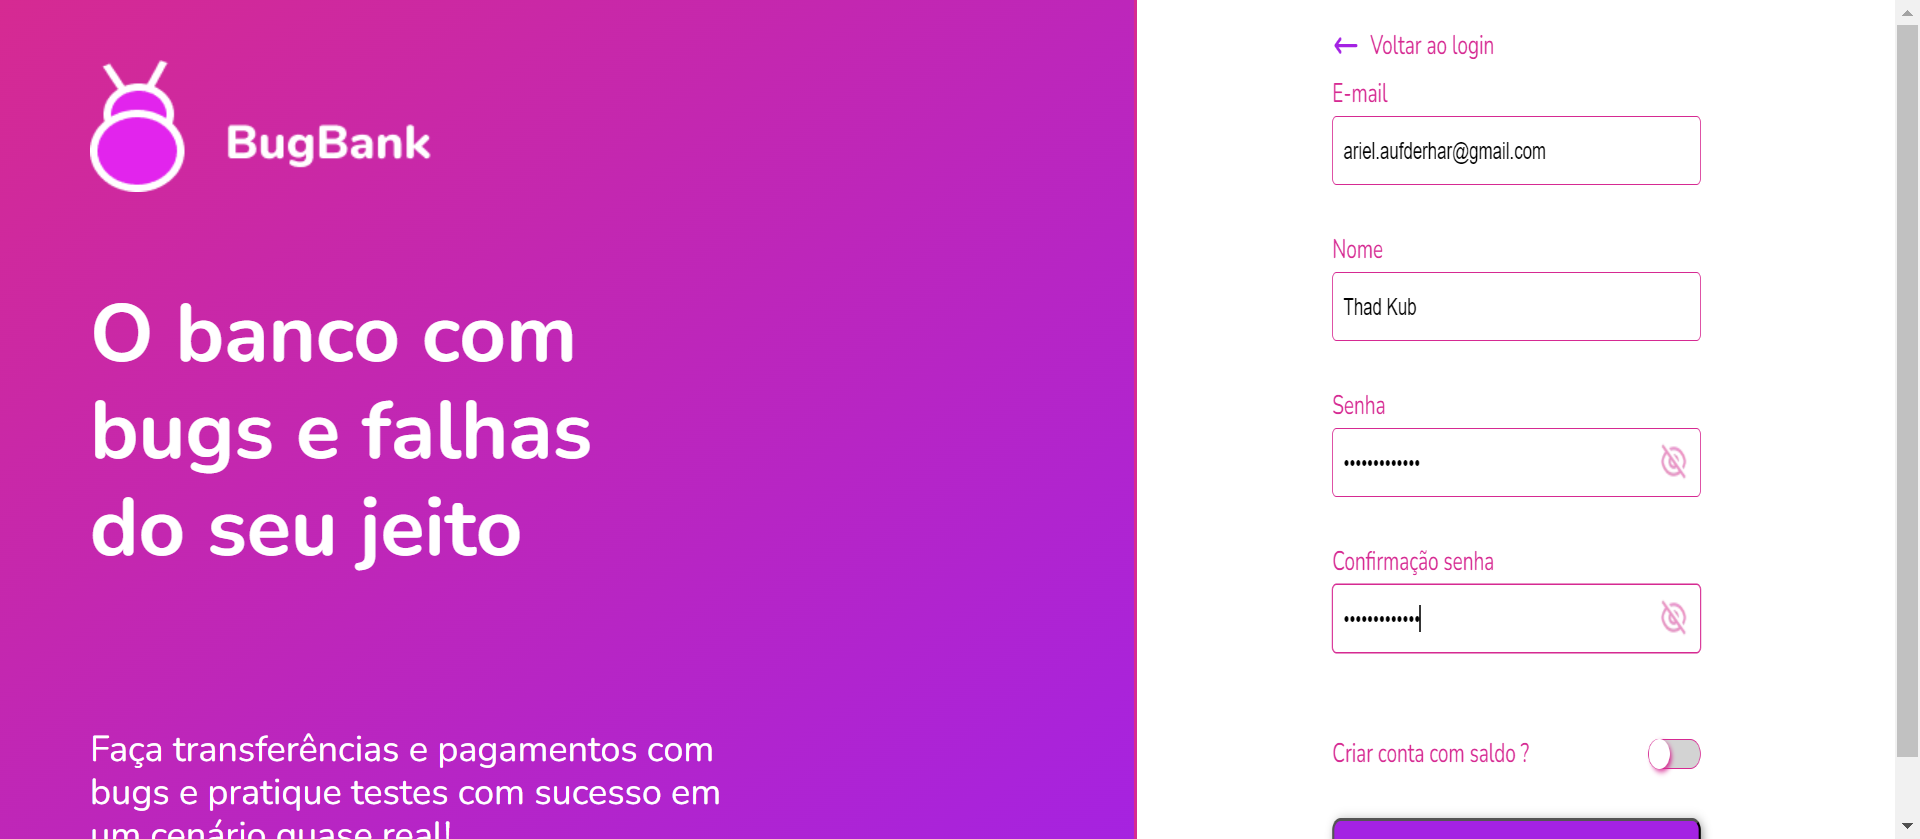 BugBank
O banco com
bugs e falhas
do seu jeito
Faça transferências e pagamentos com
bugs e pratique testes com sucesso em
um cenário quase real!
Voltar ao login
E-mail
ariel.aufderhar@gmail.com
Nome
Thad Kub
Senha
•••••••••••••
Confirmação senha
•••••••••••••
Criar conta com saldo ?